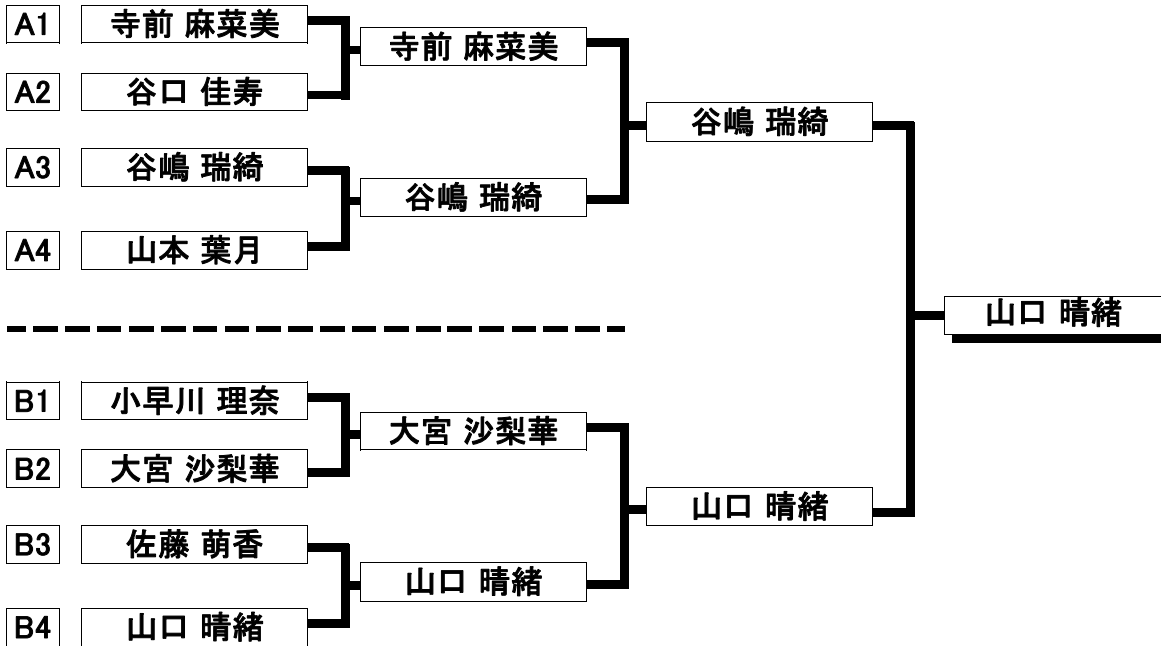 A1 寺前 麻菜美
寺前 麻菜美
A2 谷口 佳寿
谷嶋 瑞綺
A3 谷嶋 瑞綺
谷嶋 瑞綺
A4 山本 葉月
山口 晴緒
B1 小早川 理奈
大宮 沙梨華
B2 大宮 沙梨華
山口 晴緒
B3 佐藤 萌香
山口 晴緒
B4 山口 晴緒